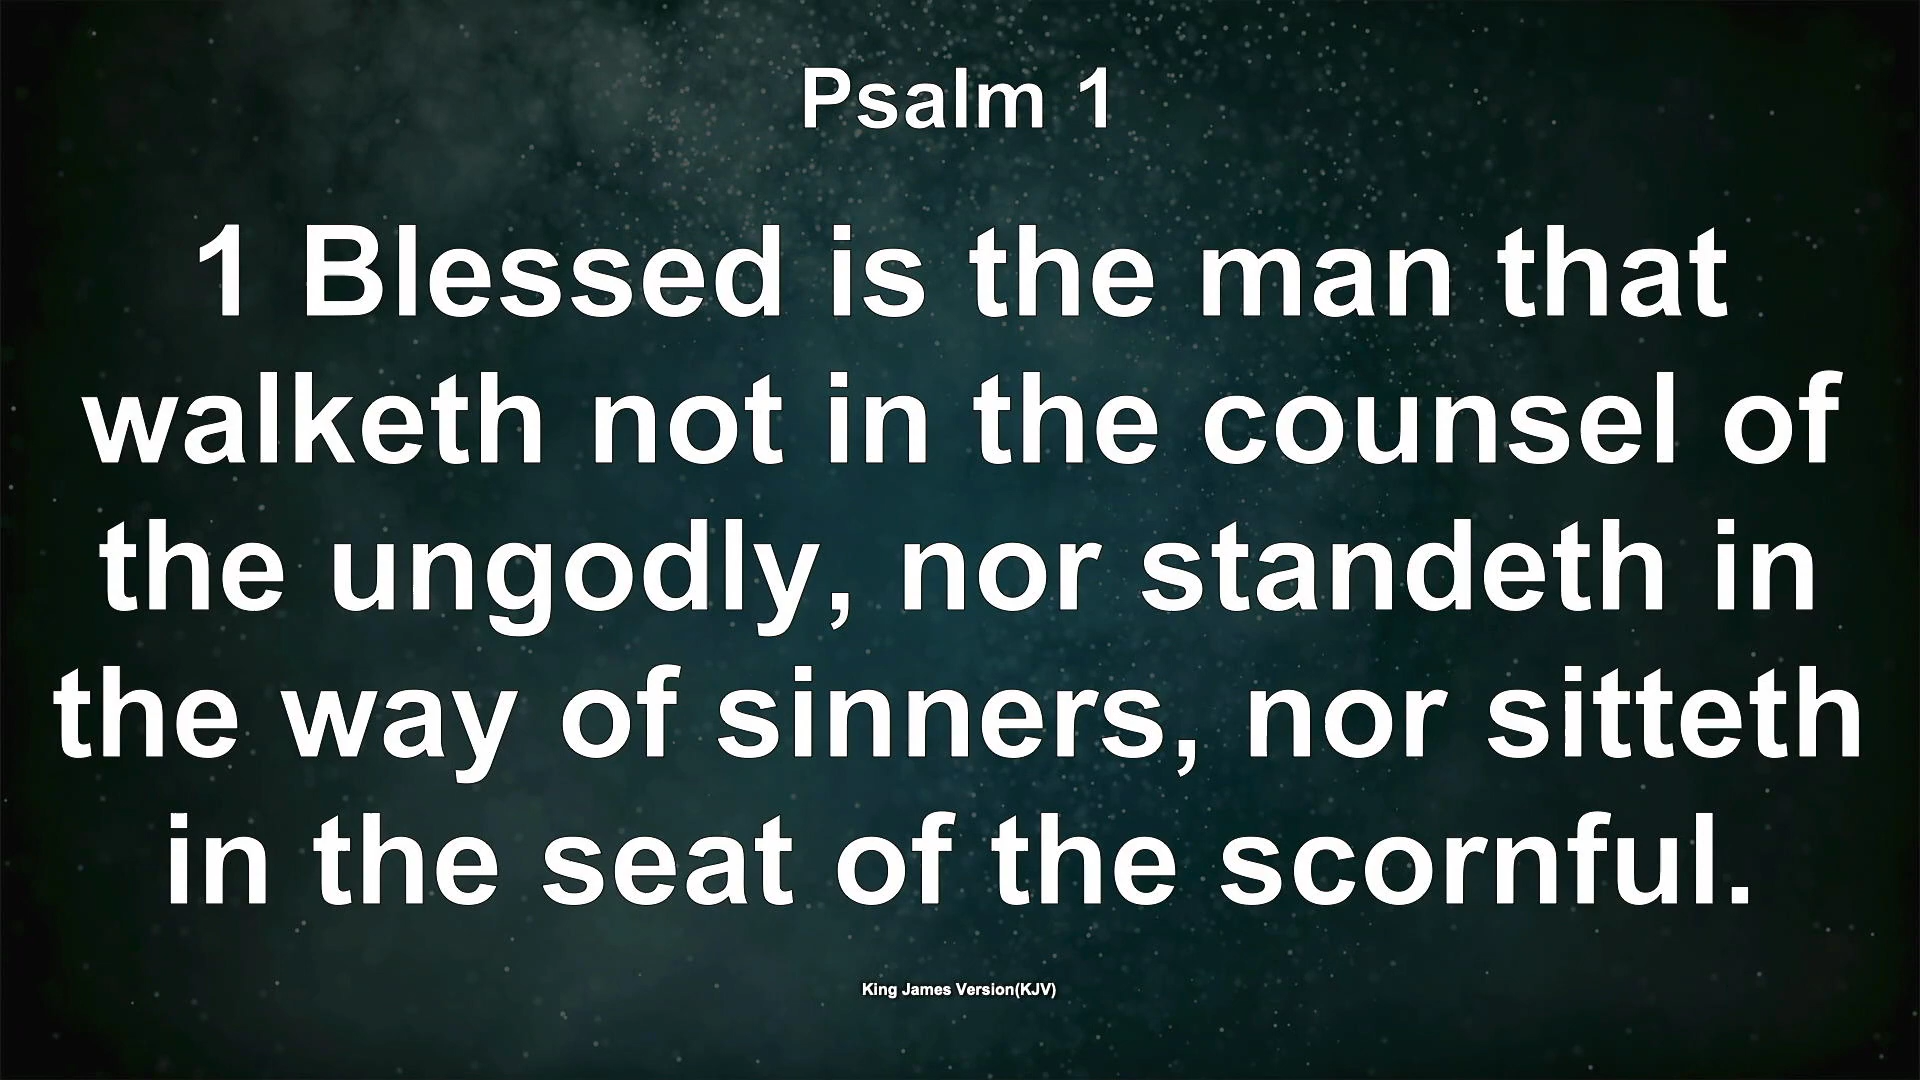 Psalm 1
1 Blessed is the man that
walketh not in the counsel of
the ungodly, nor standeth in
the way of sinners, nor sitteth
in the seat of the scornful.
King James Version(KJV)